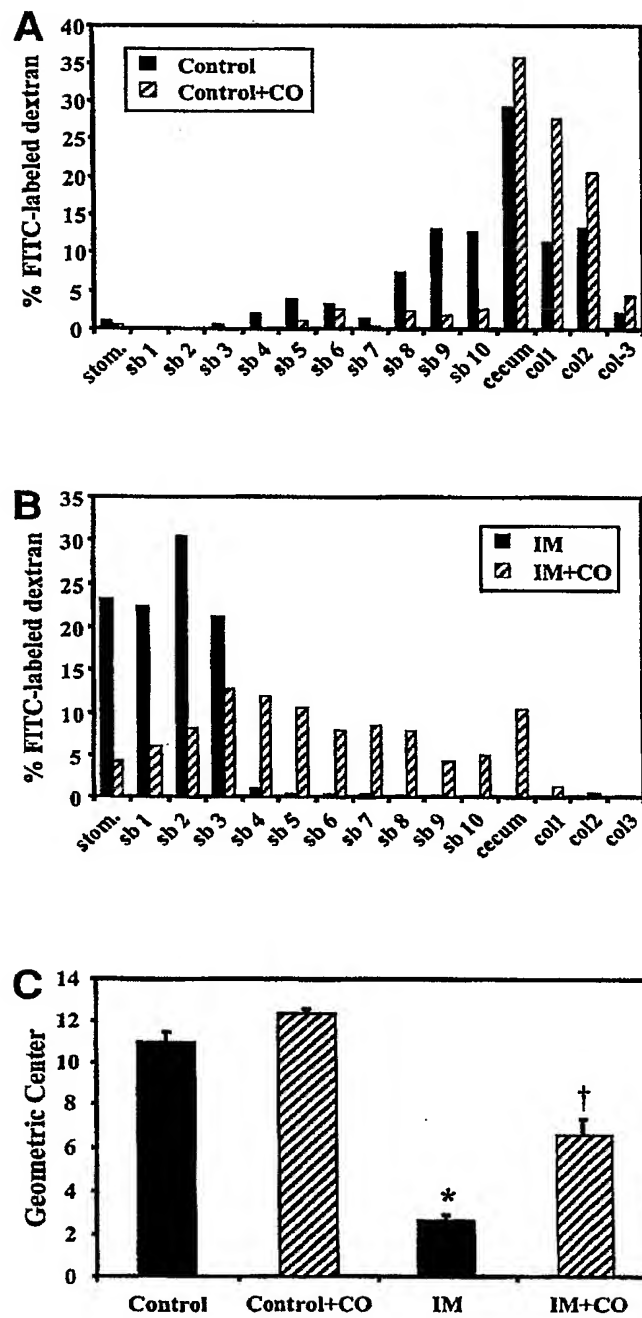 A
% FITC-labeled dextran
40
35
30
25
20
15
10
5
0
Control
Control+CO
stom.
sb 1
sb 2
sb 3
sb 4
sb 5
sb 6
sb 7
sb 8
sb 9
sb 10
cecum
col1
col2
col-3
B
% FITC-labeled dextran
35
30
25
20
15
10
5
0
IM
IM+CO
stom.
sb 1
sb 2
sb 3
sb 4
sb 5
sb 6
sb 7
sb 8
sb 9
sb 10
cecum
col1
col2
col3
C
Geometric Center
14
12
10
8
6
4
2
0
*
†
Control
Control+CO
IM
IM+CO